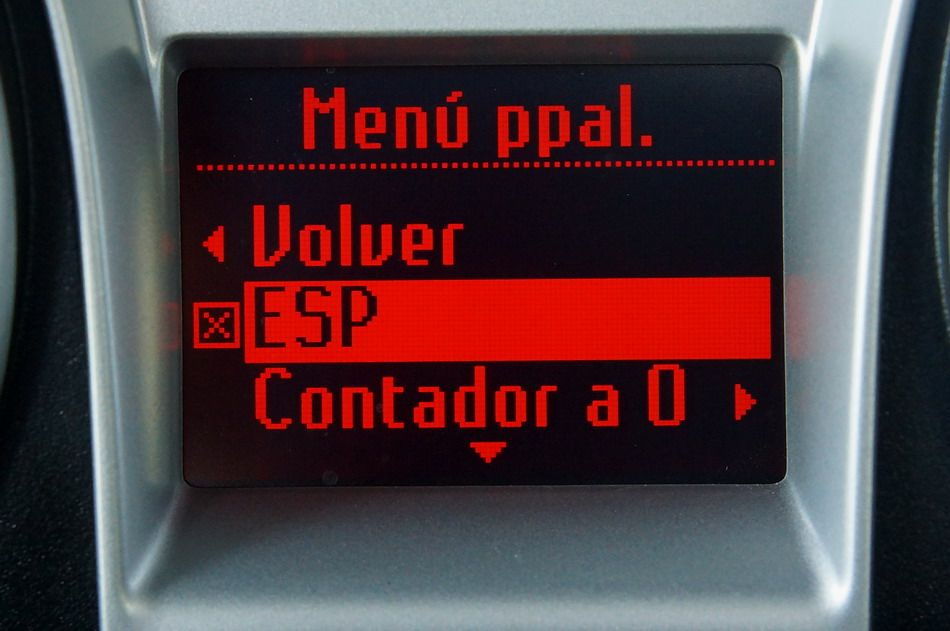 Menú ppal.
Volver
ESP
Contador a 0